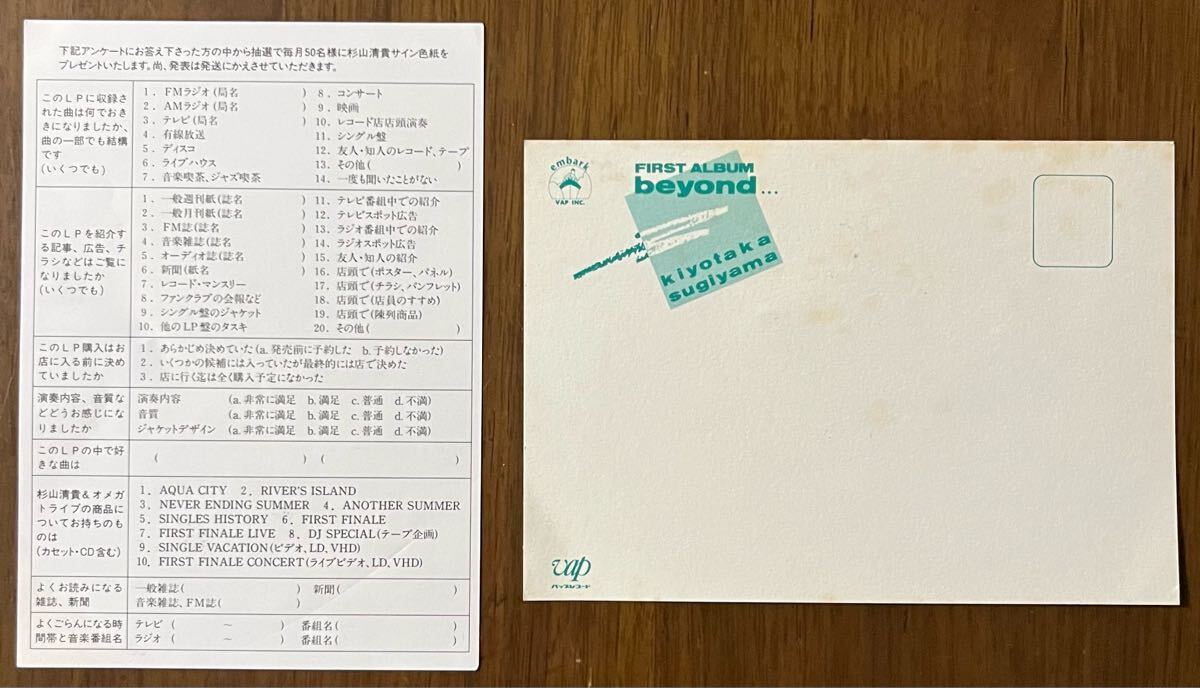 下記アンケートにお答え下さった方の中から抽選で毎月50名様に杉山清貴サイン色紙を
プレゼントいたします。尚、発表は発送にかえさせていただきます。
このLPに収録さ
れた曲は何でおき
きになりましたか、
曲の一部でも結構
です
(いくつでも)
1．FMラジオ(局名　　　　)
2．AMラジオ(局名　　　　)
3．テレビ(局名　　　　)
4．有線放送
5．ディスコ
6．ライブハウス
7．音楽喫茶、ジャズ喫茶
8．コンサート
9．映画
10．レコード店店頭演奏
11．シングル盤
12．友人・知人のレコード、テープ
13．その他(　　　　)
14．一度も聞いたことがない
このLPを紹介す
る記事、広告、チ
ラシなどはご覧に
なりましたか
(いくつでも)
1．一般週刊紙(誌名
2．一般月刊紙(誌名
3．FM誌(誌名
4．音楽雑誌(誌名
5．オーディオ誌(誌名
6．新聞(紙名
7．レコード・マンスリー
8．ファンクラブの会報など
9．シングル盤のジャケット
10．他のLP盤のタスキ
)11．テレビ番組中での紹介
)12．テレビスポット広告
)13．ラジオ番組中での紹介
)14．ラジオスポット広告
)15．友人・知人の紹介
)16．店頭で(ポスター、パネル)
17．店頭で(チラシ、パンフレット)
18．店頭で(店員のすすめ)
19．店頭で(陳列商品)
20．その他(　　　　)
このLP購入はお
店に入る前に決め
ていましたか
1．あらかじめ決めていた(a. 発売前に予約した　b. 予約しなかった)
2．いくつかの候補には入っていたが最終的には店で決めた
3．店に行く迄は全く購入予定になかった
演奏内容、音質な
どどうお感じにな
りましたか
演奏内容　(a. 非常に満足　b. 満足　c. 普通　d. 不満)
音質　(a. 非常に満足　b. 満足　c. 普通　d. 不満)
ジャケットデザイン　(a. 非常に満足　b. 満足　c. 普通　d. 不満)
このLPの中で好
きな曲は
(　　　　)　(　　　　)
杉山清貴&オメガ
トライブの商品に
ついてお持ちのも
のは
(カセット・CD含む)
1．AQUA CITY　2．RIVER'S ISLAND
3．NEVER ENDING SUMMER　4．ANOTHER SUMMER
5．SINGLES HISTORY　6．FIRST FINALE
7．FIRST FINALE LIVE　8．DJ SPECIAL(テープ企画)
9．SINGLE VACATION(ビデオ、LD、VHD)
10．FIRST FINALE CONCERT(ライブビデオ、LD、VHD)
よくお読みになる
雑誌、新聞
一般雑誌(　　　　)　新聞(　　　　)
音楽雑誌、FM誌(　　　　)
よくごらんになる時
間帯と音楽番組名
テレビ (　　～　　)　番組名(　　　　)
ラジオ (　　～　　)　番組名(　　　　)
embark
VAP INC.
FIRST ALBUM
beyond...
kiyotaka
sugiyama
vap
バップレコード